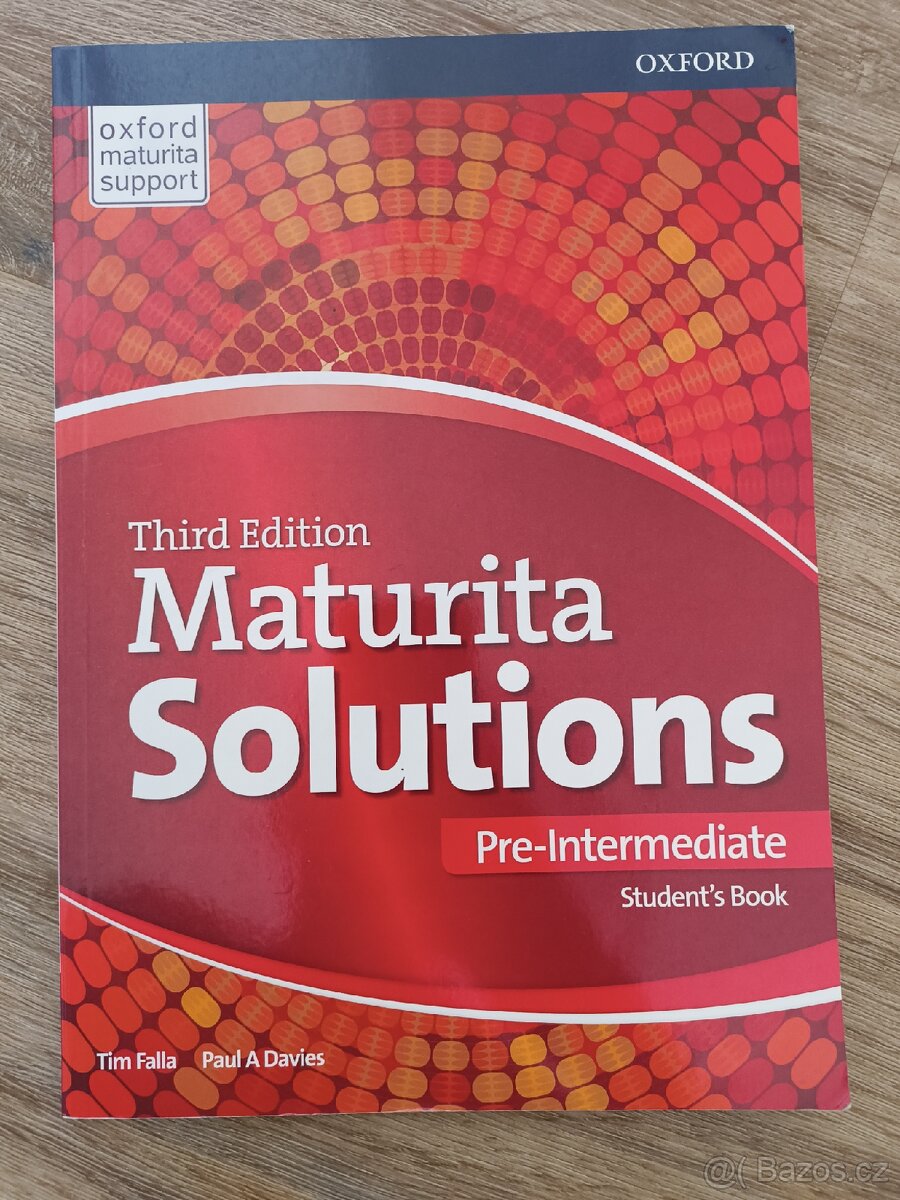 OXFORD
oxford
maturita
support
Third Edition
Maturita
Solutions
Pre-Intermediate
Student's Book
Tim Falla Paul A Davies
@( Bazos.cz